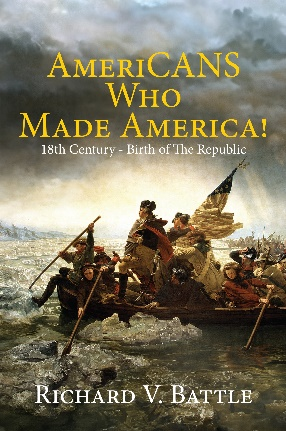 AMERICANS
WHO
MADE AMERICA!
18th Century - Birth of The Republic
RICHARD V. BATTLE